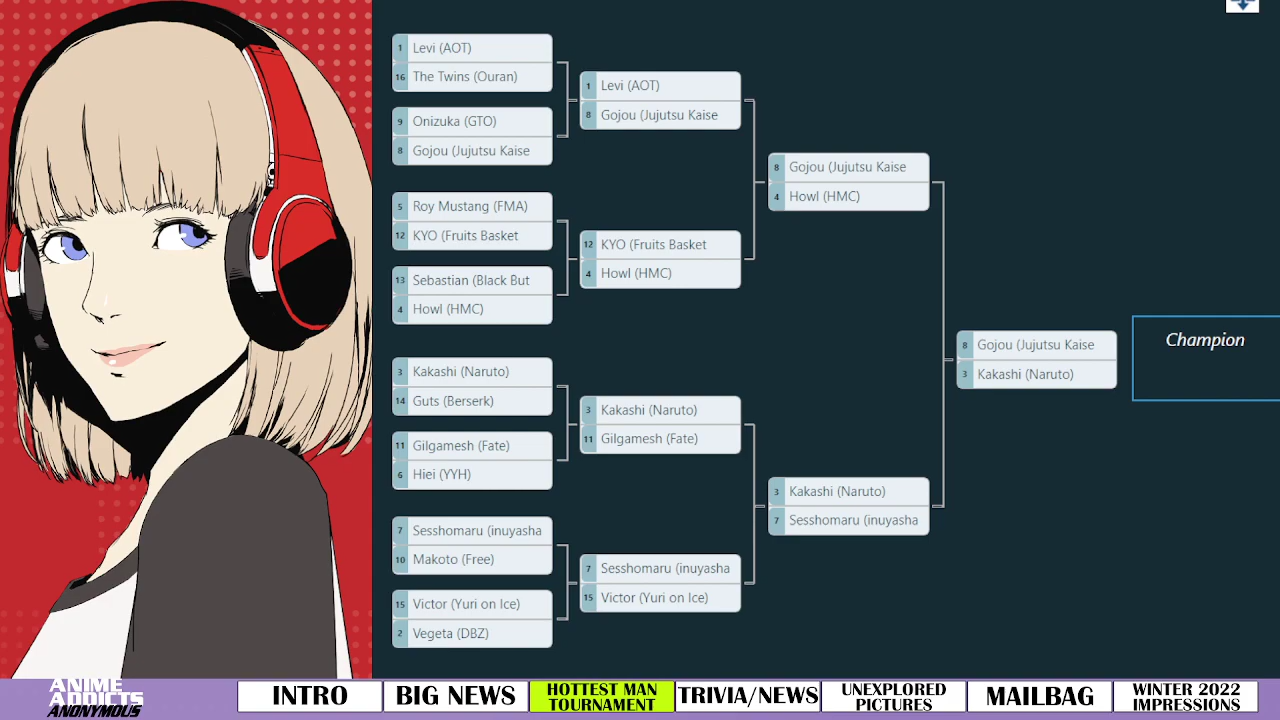 1 Levi (AOT)
16 The Twins (Ouran)
9 Onizuka (GTO)
8 Gojou (Jujutsu Kaise
5 Roy Mustang (FMA)
12 KYO (Fruits Basket
13 Sebastian (Black But
4 Howl (HMC)
3 Kakashi (Naruto)
14 Guts (Berserk)
11 Gilgamesh (Fate)
6 Hiei (YYH)
7 Sesshomaru (inuyasha
10 Makoto (Free)
15 Victor (Yuri on Ice)
2 Vegeta (DBZ)
1 Levi (AOT)
8 Gojou (Jujutsu Kaise
12 KYO (Fruits Basket
4 Howl (HMC)
3 Kakashi (Naruto)
11 Gilgamesh (Fate)
7 Sesshomaru (inuyasha
15 Victor (Yuri on Ice)
8 Gojou (Jujutsu Kaise
4 Howl (HMC)
3 Kakashi (Naruto)
7 Sesshomaru (inuyasha
8 Gojou (Jujutsu Kaise
3 Kakashi (Naruto)
Champion
ANIME
ADDICTS
ANONYMOUS
INTRO
BIG NEWS
HOTTEST MAN
TOURNAMENT
TRIVIA/NEWS
UNEXPLORED
PICTURES
MAILBAG
WINTER 2022
IMPRESSIONS